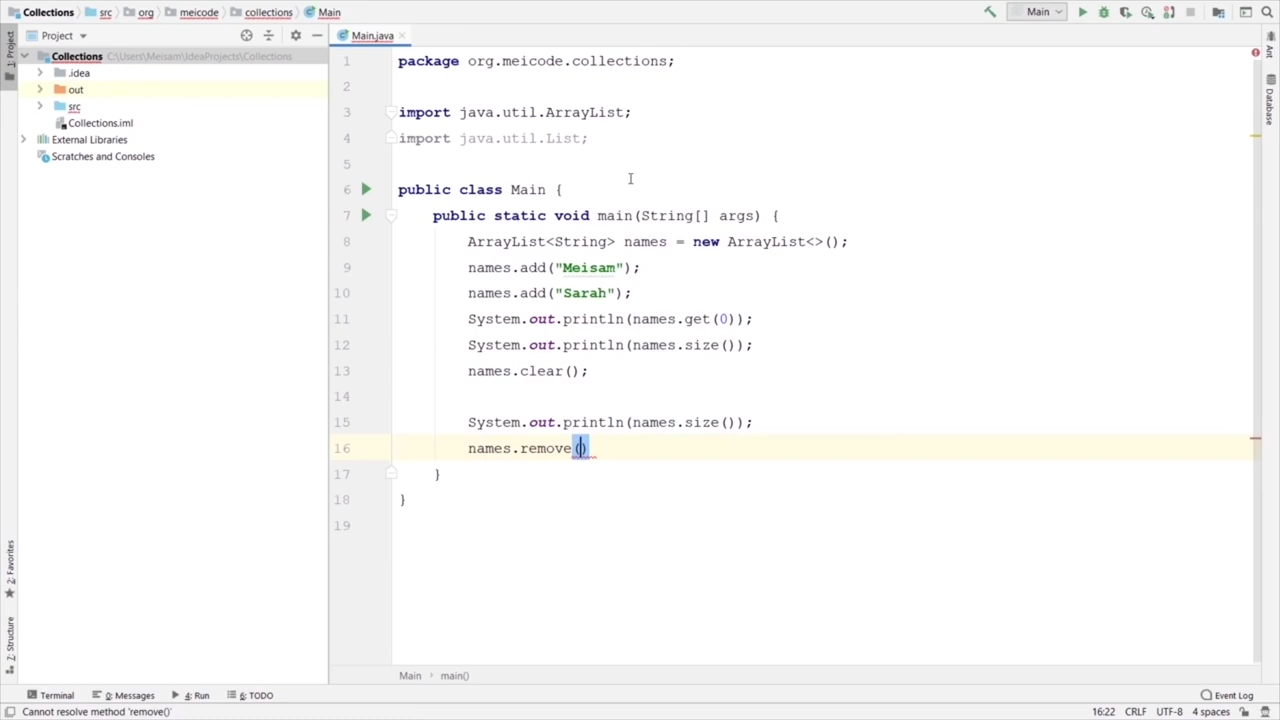 Collections src org meicode collections Main
Main
Project
Main.java
1: Project
Collections C:\Users\Meisam\IdeaProjects\Collections
.idea
out
src
Collections.iml
External Libraries
Scratches and Consoles
1 package org.meicode.collections;
2
3 import java.util.ArrayList;
4 import java.util.List;
5
6 public class Main {
7 public static void main(String[] args) {
8 ArrayList<String> names = new ArrayList<>();
9 names.add("Meisam");
10 names.add("Sarah");
11 System.out.println(names.get(0));
12 System.out.println(names.size());
13 names.clear();
14
15 System.out.println(names.size());
16 names.remove()
17 }
18 }
19
Ant
Database
2: Favorites
7: Structure
Main › main()
Terminal 0: Messages 4: Run 6: TODO
Event Log
Cannot resolve method 'remove()'
16:22 CRLF UTF-8 4 spaces